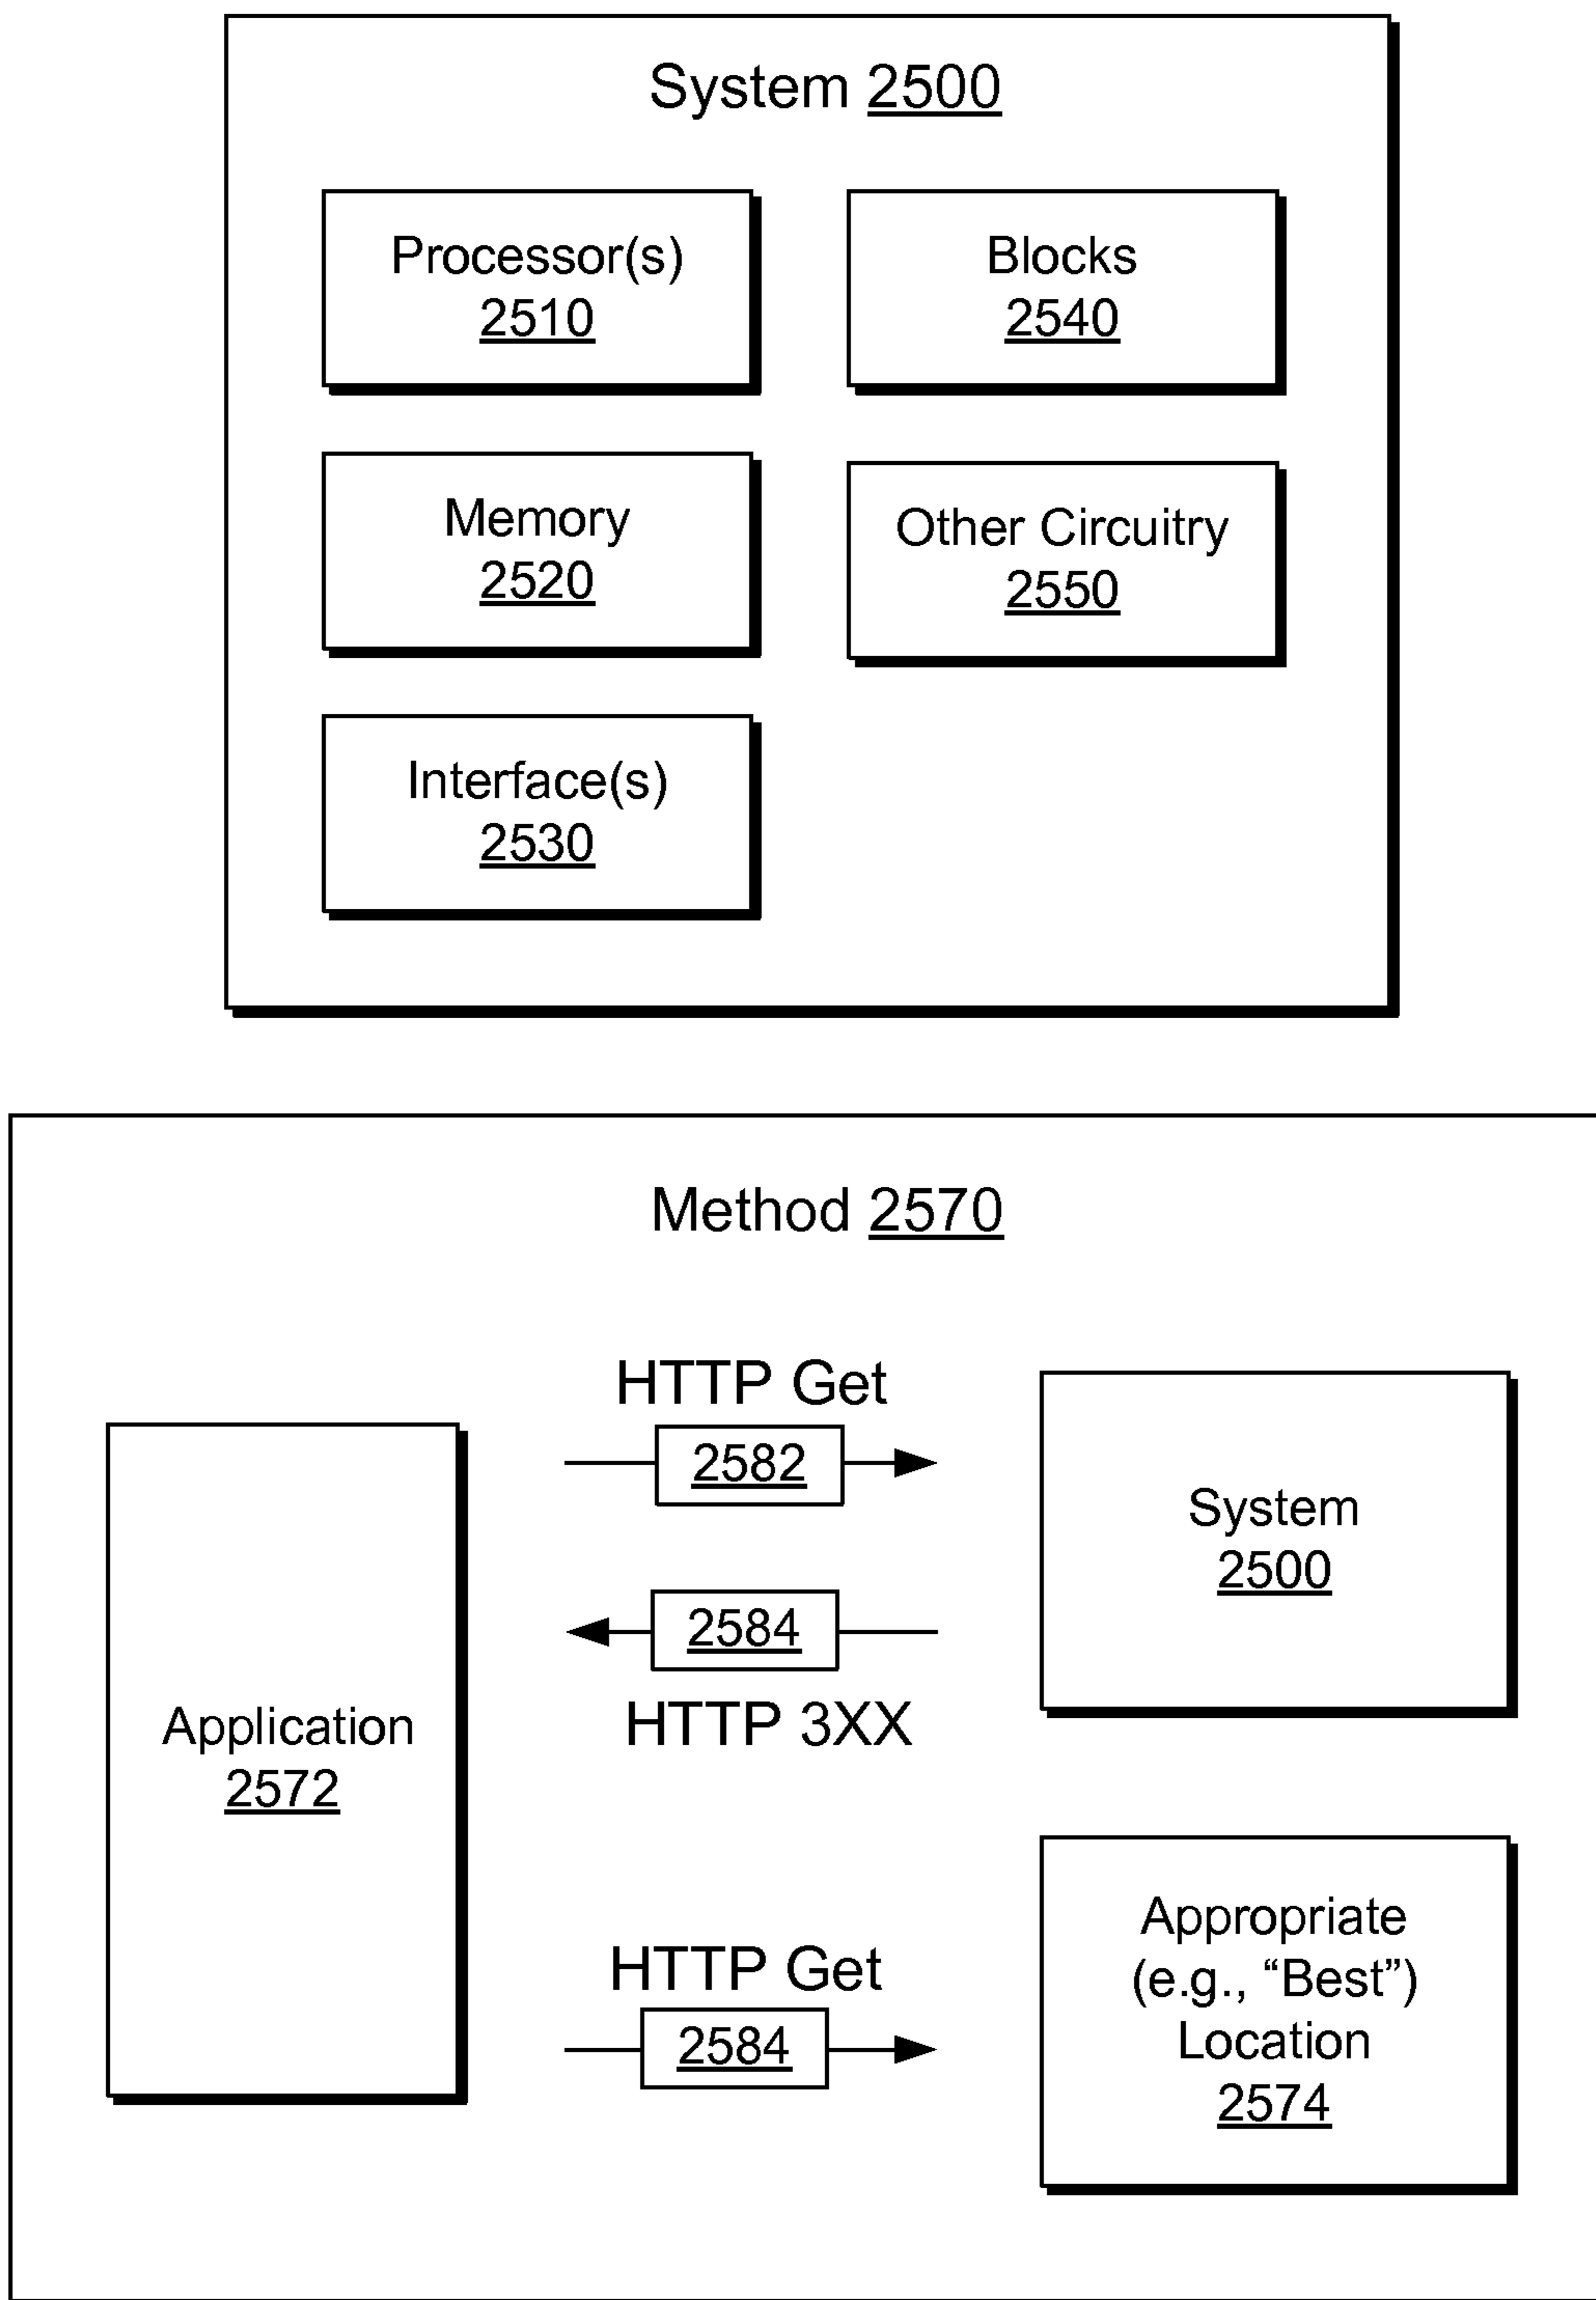 System 2500
Processor(s)
2510
Blocks
2540
Memory
2520
Other Circuitry
2550
Interface(s)
2530
Method 2570
HTTP Get
2582
System
2500
2584
HTTP 3XX
Application
2572
HTTP Get
2584
Appropriate
(e.g., “Best”)
Location
2574